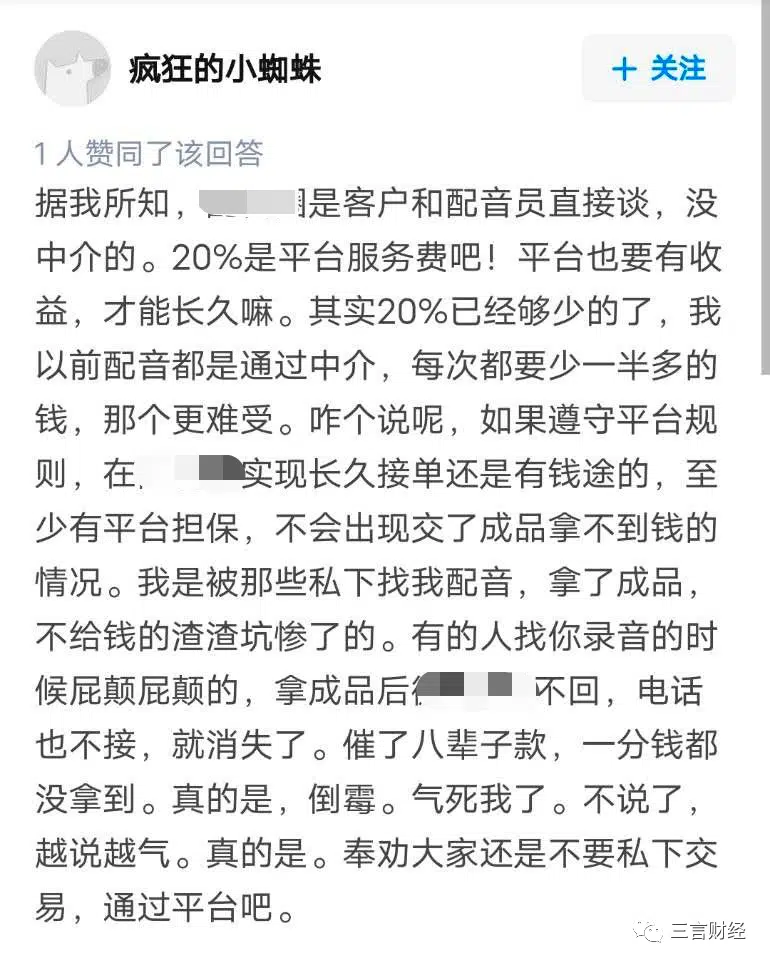 疯狂的小蜘蛛
+ 关注
1 人赞同了该回答
据我所知，是客户和配音员直接谈，没
中介的。20%是平台服务费吧！平台也要有收
益，才能长久嘛。其实20%已经够少的了，我
以前配音都是通过中介，每次都要少一半多的
钱，那个更难受。咋个说呢，如果遵守平台规
则，在实现长久接单还是有钱途的，至
少有平台担保，不会出现交了成品拿不到钱的
情况。我是被那些私下找我配音，拿了成品，
不给钱的渣渣坑惨了的。有的人找你录音的时
候屁颠屁颠的，拿成品后不回，电话
也不接，就消失了。催了八辈子款，一分钱都
没拿到。真的是，倒霉。气死我了。不说了，
越说越气。真的是。奉劝大家还是不要私下交
易，通过平台吧。
三言财经